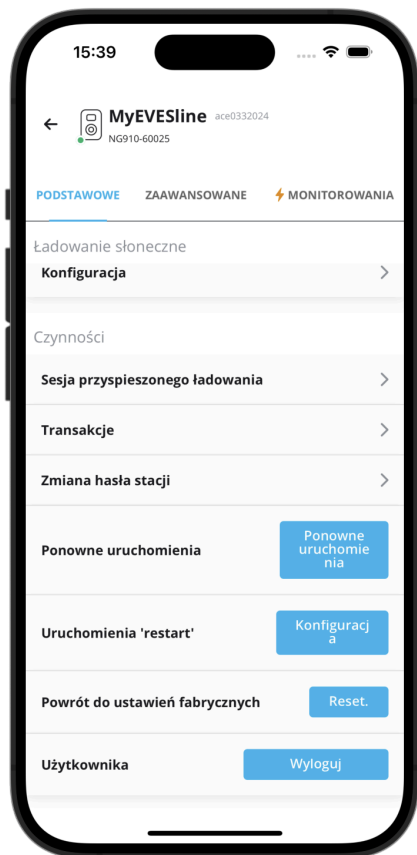 15:39
MyEVESline ace0332024
NG910-60025
PODSTAWOWE ZAAWANSOWANE MONITOROWANIA
Ładowanie słoneczne
Konfiguracja
Czynności
Sesja przyspieszonego ładowania
Transakcje
Zmiana hasła stacji
Ponowne uruchomienia
Ponowne
uruchomie
nia
Uruchomienia 'restart'
Konfiguracj
a
Powrót do ustawień fabrycznych
Reset.
Użytkownika
Wyloguj